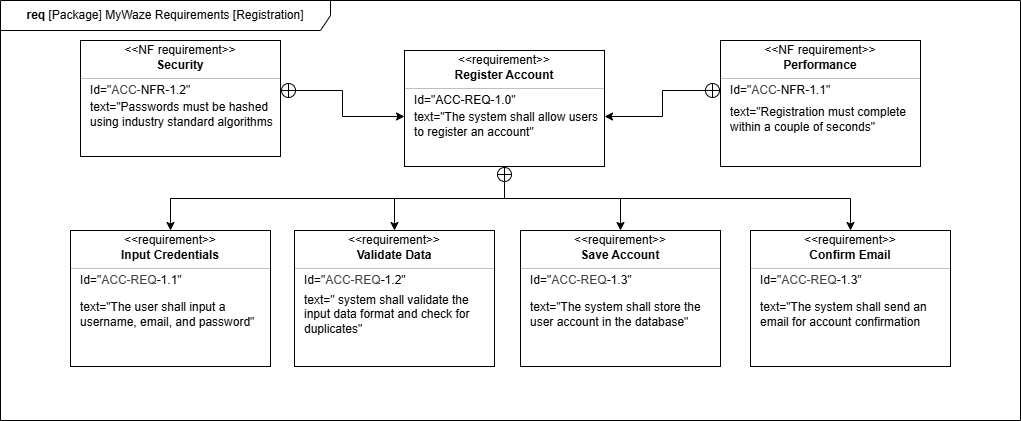 req [Package] MyWaze Requirements [Registration]
<<NF requirement>>
Security
Id="ACC-NFR-1.2"
text="Passwords must be hashed
using industry standard algorithms
<<requirement>>
Register Account
Id="ACC-REQ-1.0"
text="The system shall allow users
to register an account"
<<NF requirement>>
Performance
Id="ACC-NFR-1.1"
text="Registration must complete
within a couple of seconds"
<<requirement>>
Input Credentials
Id="ACC-REQ-1.1"
text="The user shall input a
username, email, and password"
<<requirement>>
Validate Data
Id="ACC-REQ-1.2"
text=" system shall validate the
input data format and check for
duplicates"
<<requirement>>
Save Account
Id="ACC-REQ-1.3"
text="The system shall store the
user account in the database"
<<requirement>>
Confirm Email
Id="ACC-REQ-1.3"
text="The system shall send an
email for account confirmation